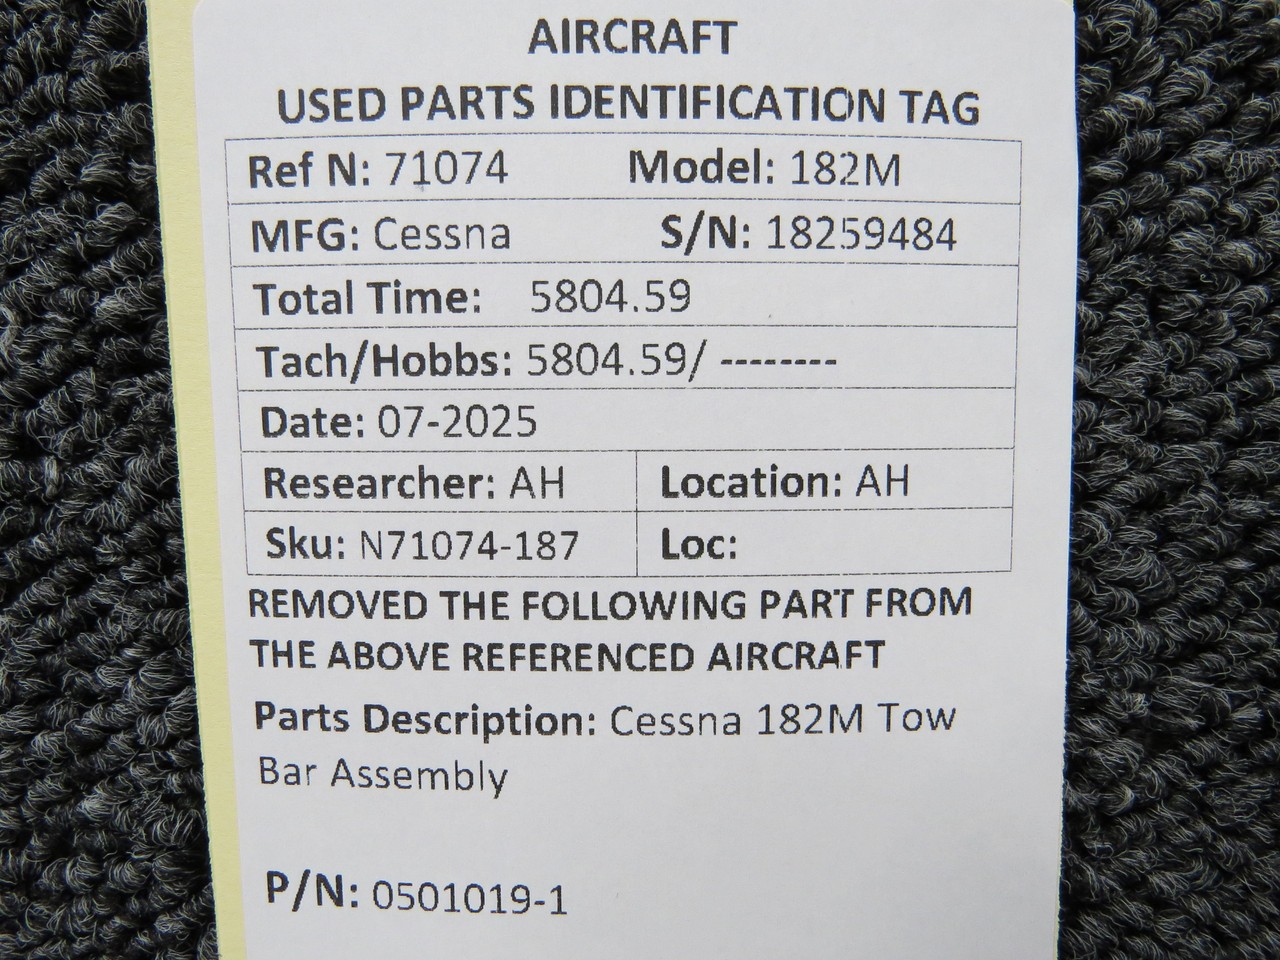 AIRCRAFT
USED PARTS IDENTIFICATION TAG
Ref N: 71074 Model: 182M
MFG: Cessna S/N: 18259484
Total Time: 5804.59
Tach/Hobbs: 5804.59/ --------
Date: 07-2025
Researcher: AH Location: AH
Sku: N71074-187 Loc:
REMOVED THE FOLLOWING PART FROM
THE ABOVE REFERENCED AIRCRAFT
Parts Description: Cessna 182M Tow
Bar Assembly
P/N: 0501019-1